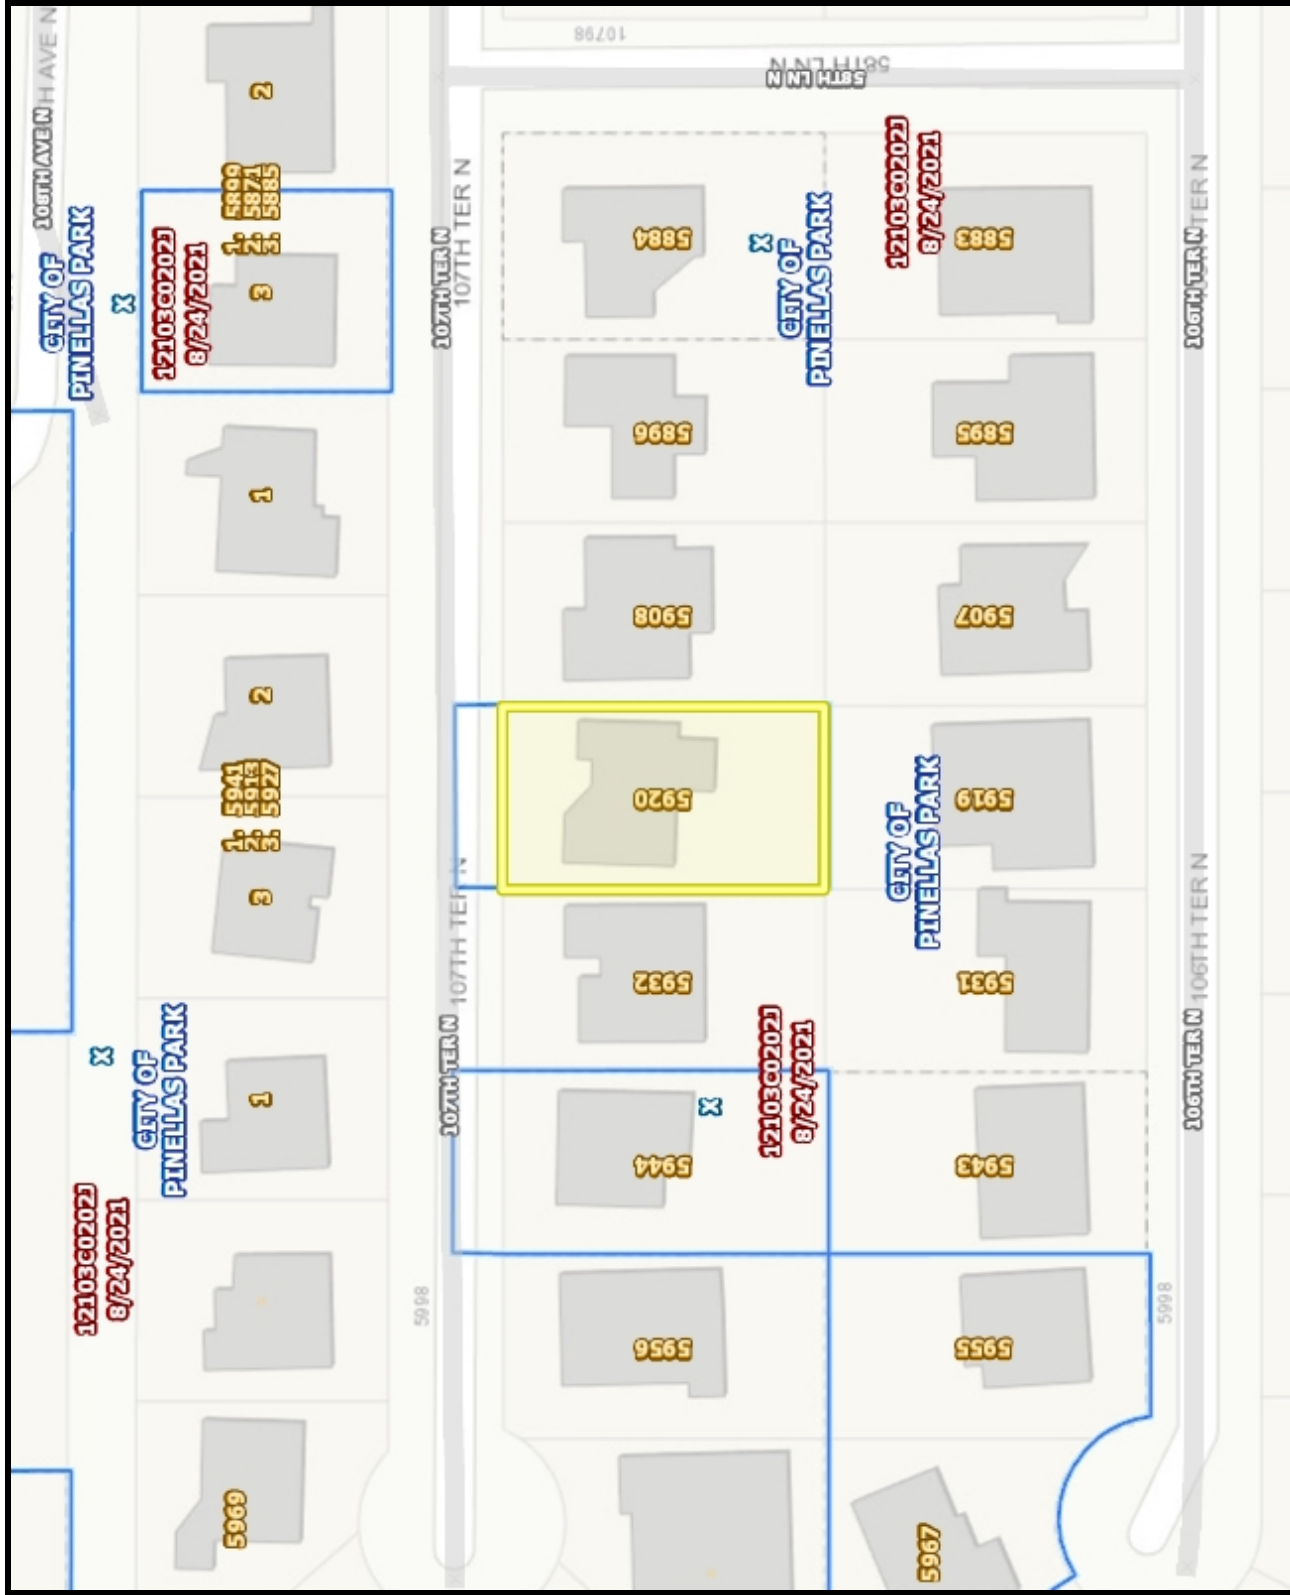 10798
58TH LN N
58TH LN N
108TH AVE N
H AVE N
2
5899
5871
5885
1.
2.
3.
3
12103C0202J
8/24/2021
X
CITY OF
PINELLAS PARK
107TH TER N
107TH TER N
5884
X
CITY OF
PINELLAS PARK
12103C0202J
8/24/2021
5883
106TH TER N
TER N
1
5896
5895
5908
5907
2
5941
5913
5927
1.
2.
3.
3
5920
5919
CITY OF
PINELLAS PARK
107TH TER N
106TH TER N
5932
5931
X
CITY OF
PINELLAS PARK
1
107TH TER N
12103C0202J
8/24/2021
X
5944
5943
106TH TER N
12103C0202J
8/24/2021
5998
5998
5956
5955
5969
5967